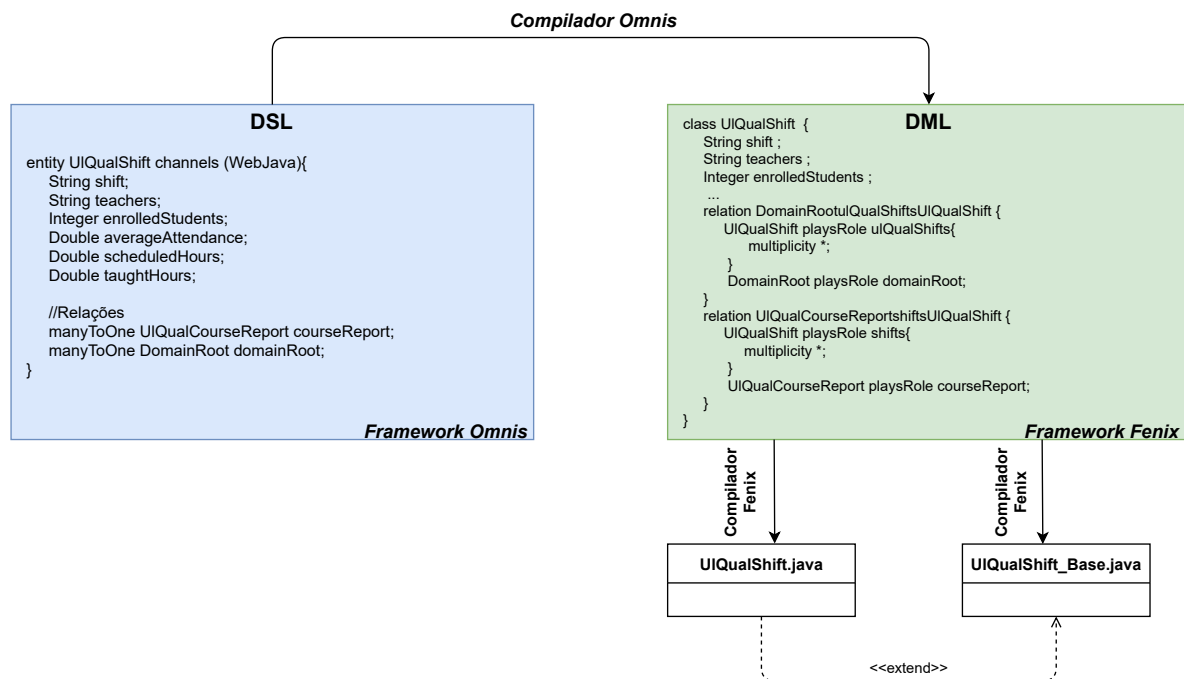 Compilador Omnis
DSL
entity UIQualShift channels (WebJava){
String shift;
String teachers;
Integer enrolledStudents;
Double averageAttendance;
Double scheduledHours;
Double taughtHours;
//Relações
manyToOne UIQualCourseReport courseReport;
manyToOne DomainRoot domainRoot;
}
Framework Omnis
DML
class UIQualShift {
String shift ;
String teachers ;
Integer enrolledStudents ;
...
relation DomainRootuIQualShiftsUIQualShift {
UIQualShift playsRole uIQualShifts{
multiplicity *;
}
DomainRoot playsRole domainRoot;
}
relation UIQualCourseReportshiftsUIQualShift {
UIQualShift playsRole shifts{
multiplicity *;
}
UIQualCourseReport playsRole courseReport;
}
}
Framework Fenix
Compilador
Fenix
Compilador
Fenix
UIQualShift.java
UIQualShift_Base.java
<<extend>>